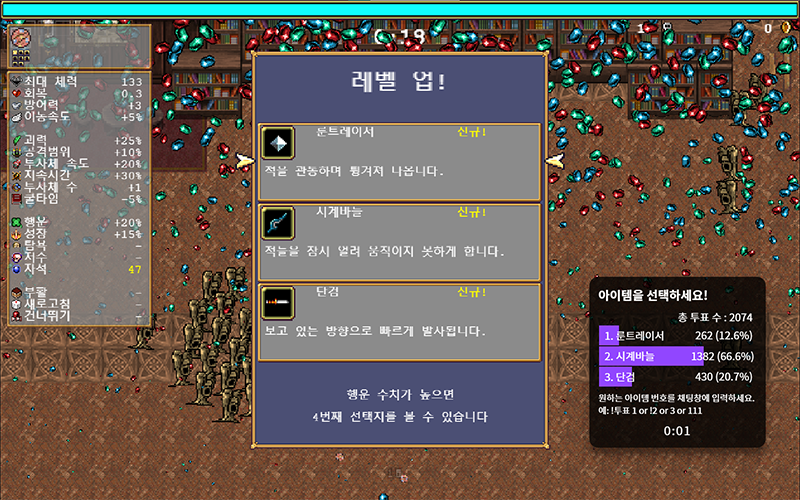 0:18
1
0
최대 체력 133
회복 0.3
방어력 +3
이동속도 +5%
괴력 +25%
공격범위 +10%
투사체 속도 +20%
지속시간 +30%
투사체 수 +1
쿨타임 -5%
행운 +20%
성장 +15%
탐욕 -
저주 -
자석 47
부활 -
새로고침 -
건너뛰기 -
레벨 업!
룬트레이서 신규!
적을 관통하며 튕겨져 나옵니다.
시계바늘 신규!
적들을 잠시 얼려 움직이지 못하게 합니다.
단검 신규!
보고 있는 방향으로 빠르게 발사됩니다.
행운 수치가 높으면
4번째 선택지를 볼 수 있습니다
아이템을 선택하세요!
총 투표 수 : 2074
1. 룬트레이서 262 (12.6%)
2. 시계바늘 1382 (66.6%)
3. 단검 430 (20.7%)
원하는 아이템 번호를 채팅창에 입력하세요.
예: !투표 1 or !2 or 3 or 111
0:01